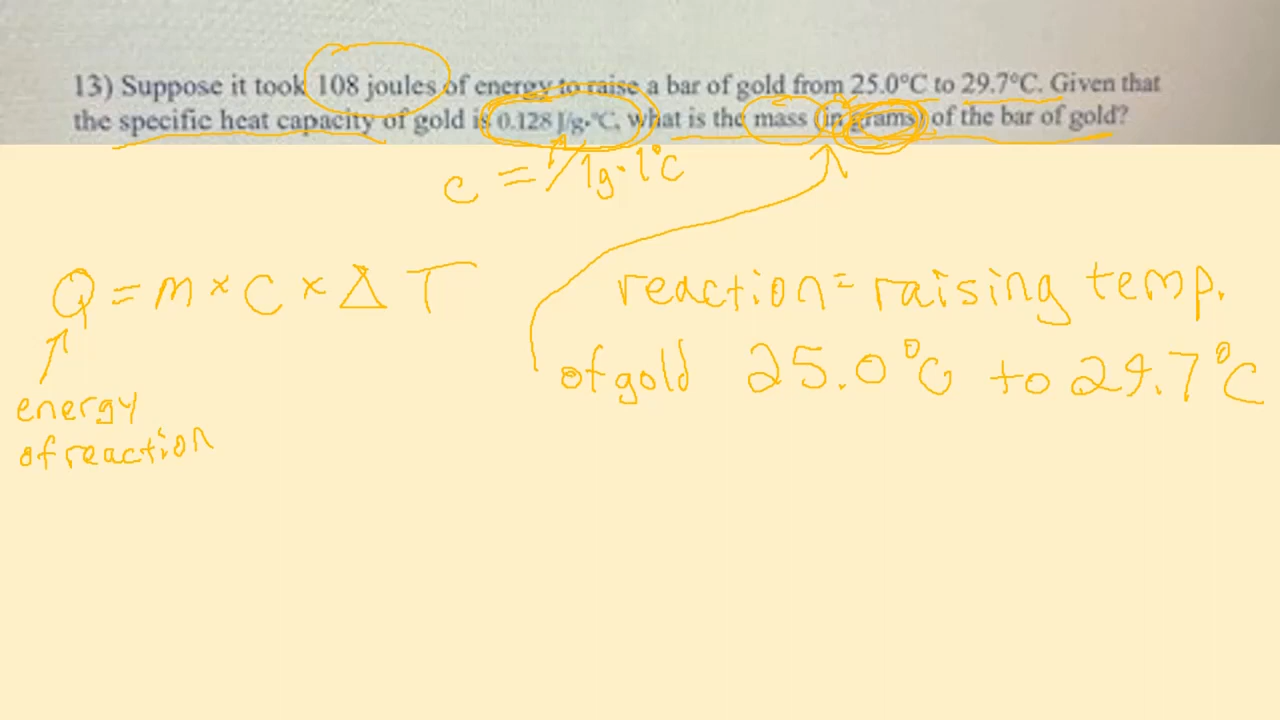 13) Suppose it took 108 joules of energy to raise a bar of gold from 25.0°C to 29.7°C. Given that
the specific heat capacity of gold is 0.128 J/g·°C, what is the mass (in grams) of the bar of gold?
c = 1/1g·1°C
Q = m × C × Δ T
reaction = raising temp.
of gold 25.0°C to 29.7°C
energy
of reaction